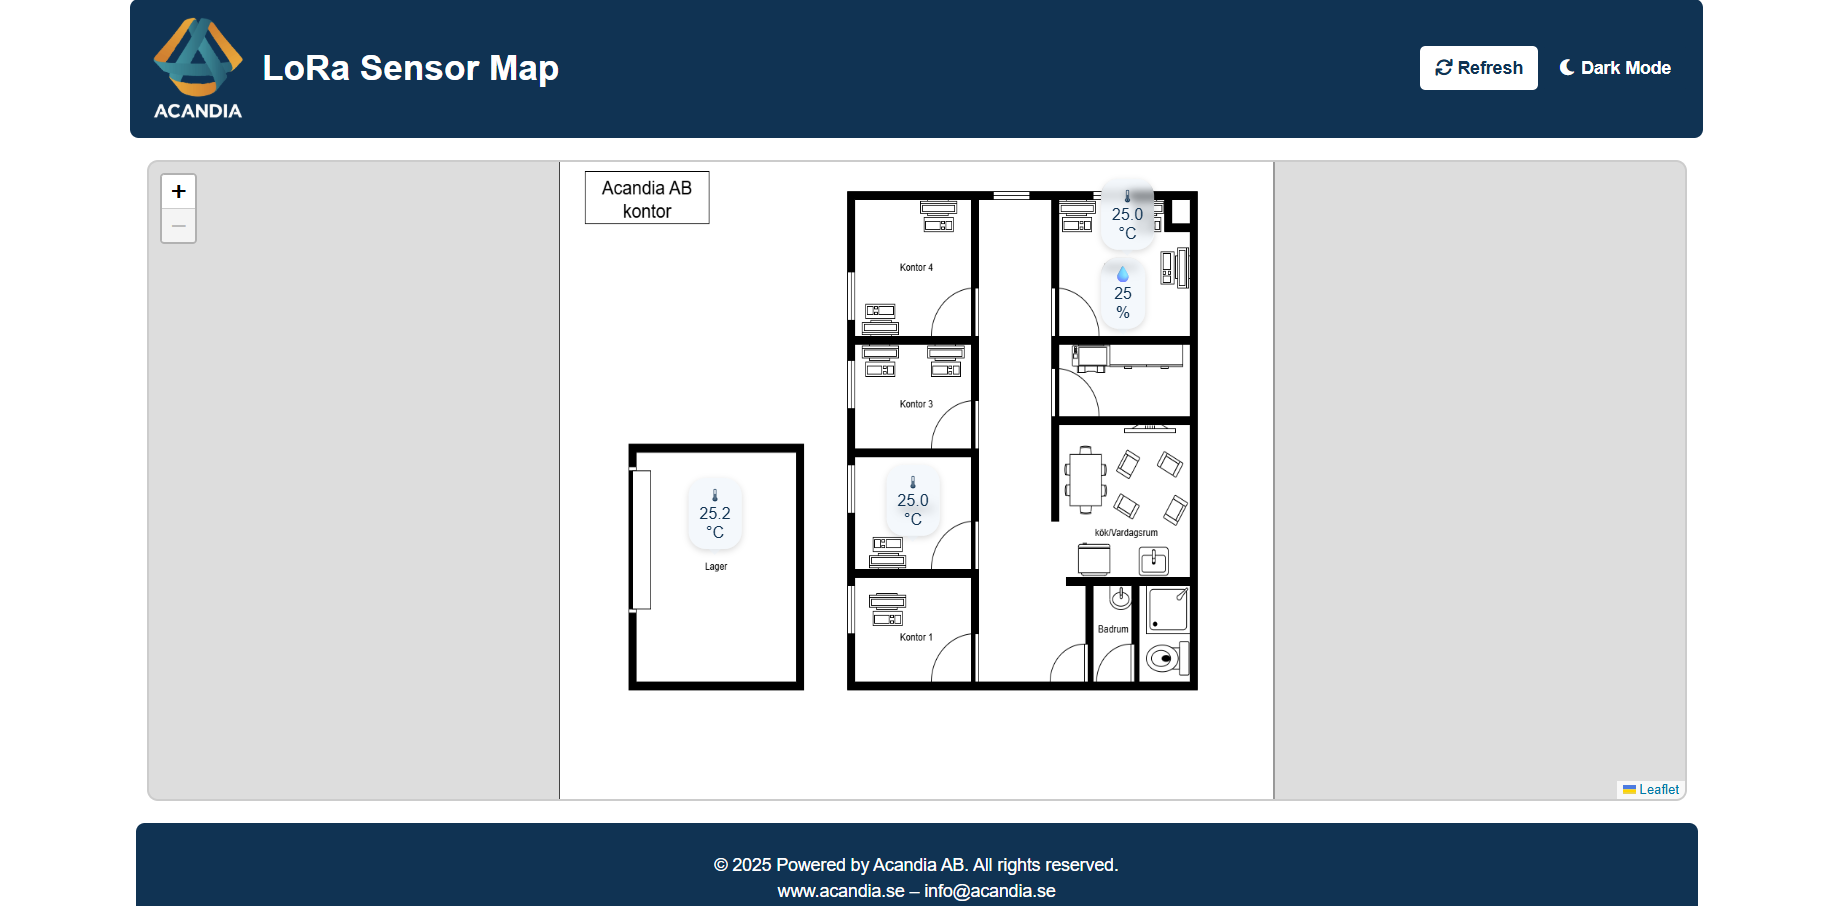 ACANDIA
LoRa Sensor Map
Refresh
Dark Mode
+
−
Acandia AB
kontor
25.0
°C
25
%
Kontor 4
Kontor 3
25.2
°C
Lager
25.0
°C
kök/Vardagsrum
Kontor 1
Badrum
Leaflet
© 2025 Powered by Acandia AB. All rights reserved.
www.acandia.se – info@acandia.se